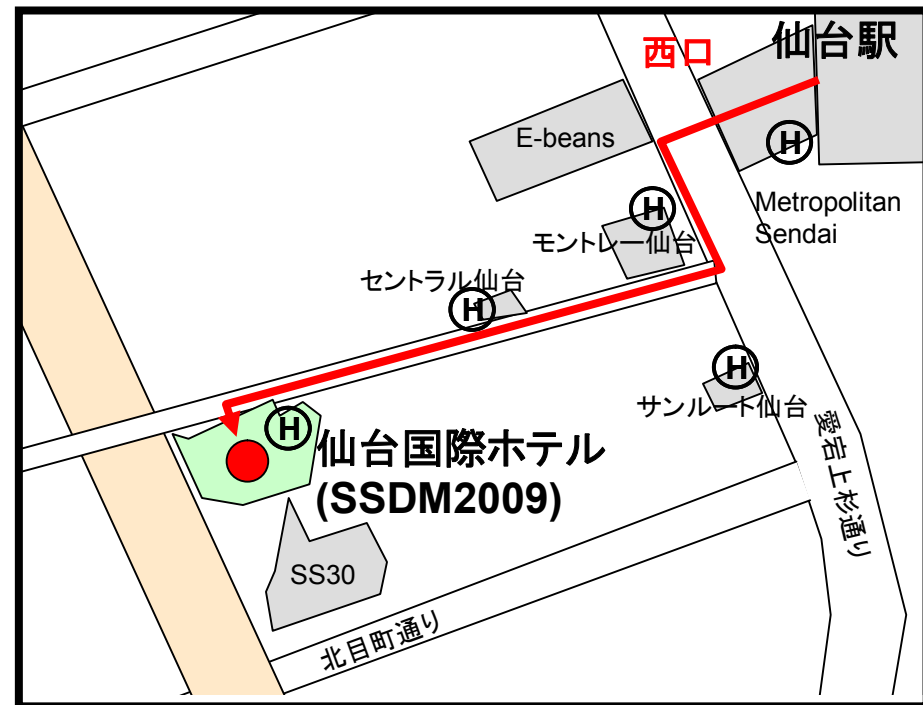 仙台駅
西口
E-beans
H
H
Metropolitan
Sendai
モントレー仙台
セントラル仙台
H
H
サンルート仙台
H
仙台国際ホテル
(SSDM2009)
愛宕上杉通り
SS30
北目町通り